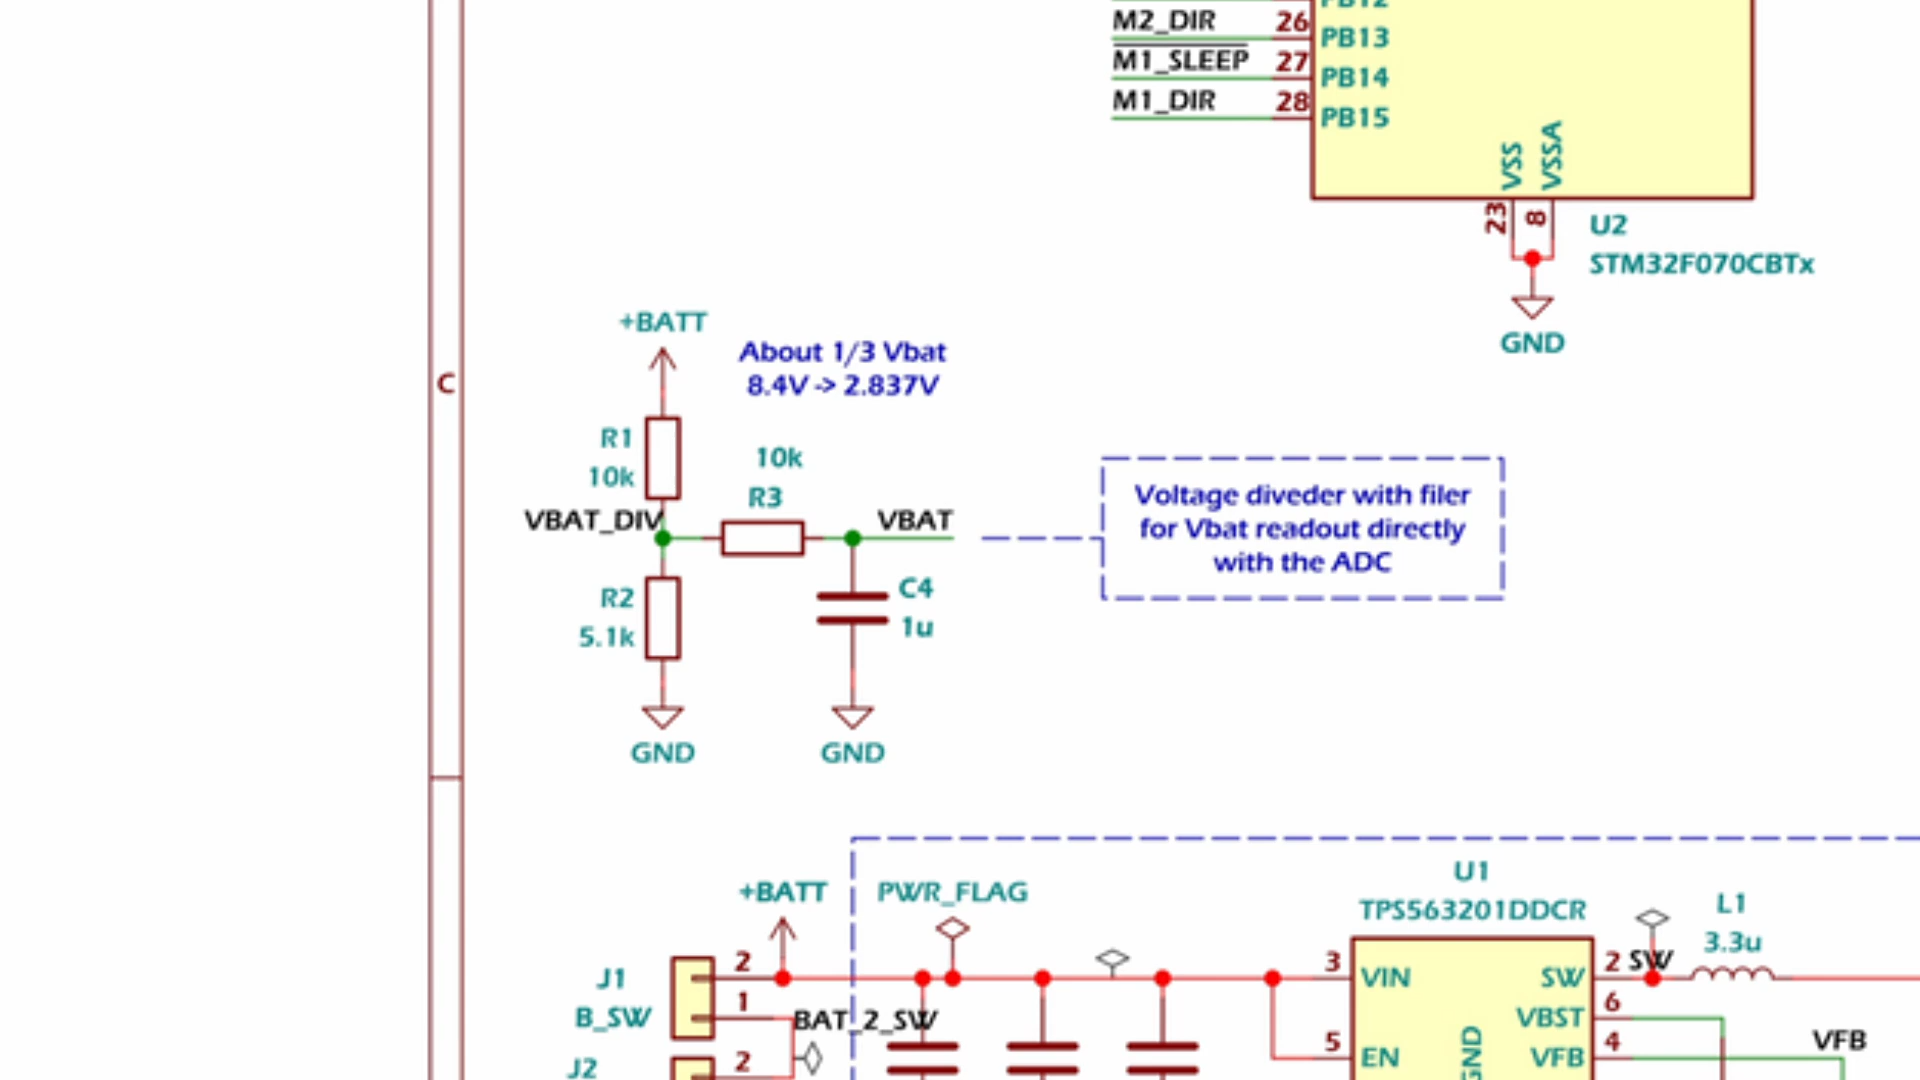 PB12
M2_DIR 26 PB13
M1_SLEEP 27 PB14
M1_DIR 28 PB15
VSS VSSA
23 8
U2
STM32F070CBTx
GND
C
+BATT
About 1/3 Vbat
8.4V -> 2.837V
R1
10k
10k
R3
VBAT_DIV
VBAT
R2
5.1k
C4
1u
GND
GND
Voltage diveder with filer
for Vbat readout directly
with the ADC
+BATT
PWR_FLAG
U1
TPS563201DDCR
L1
3.3u
J1
B_SW
2
1
BAT_2_SW
J2
2
3 VIN
5 EN
GND
SW 2 SW
VBST 6
VFB 4
VFB